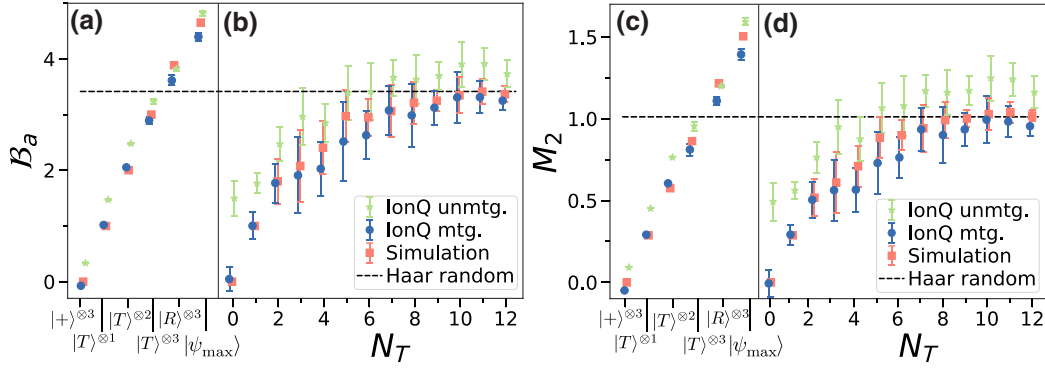 (a)
(b)
4
2
0
ℬₐ
IonQ unmtg.
IonQ mtg.
Simulation
Haar random
|+⟩⊗3 |T⟩⊗2 |R⟩⊗3
|T⟩⊗1 |T⟩⊗3 |ψmax⟩
0 2 4 6 8 10 12
N_T
(c)
(d)
1.5
1.0
0.5
0.0
M₂
IonQ unmtg.
IonQ mtg.
Simulation
Haar random
|+⟩⊗3 |T⟩⊗2 |R⟩⊗3
|T⟩⊗1 |T⟩⊗3 |ψmax⟩
0 2 4 6 8 10 12
N_T